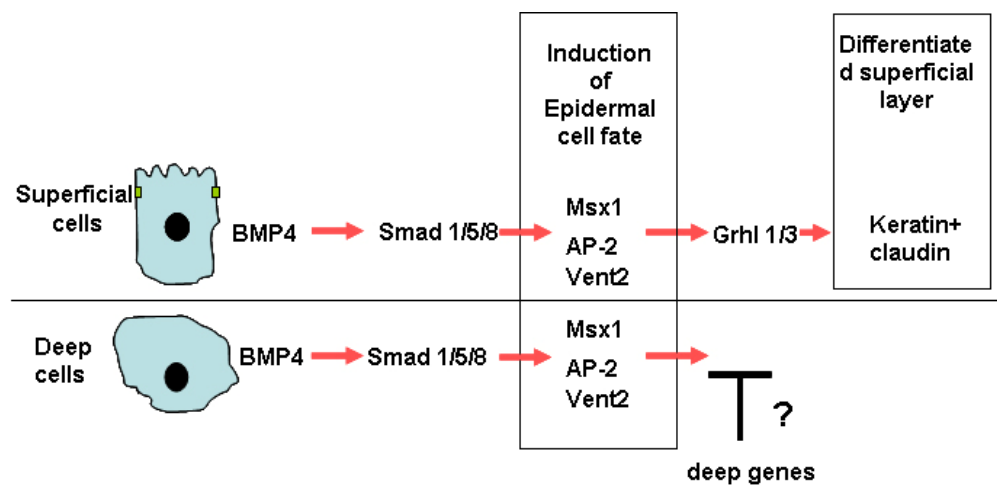 Induction
of
Epidermal
cell fate
Differentiate
d superficial
layer
Superficial
cells
BMP4
Smad 1/5/8
Msx1
AP-2
Vent2
Grhl 1/3
Keratin+
claudin
Deep
cells
BMP4
Smad 1/5/8
Msx1
AP-2
Vent2
?
deep genes